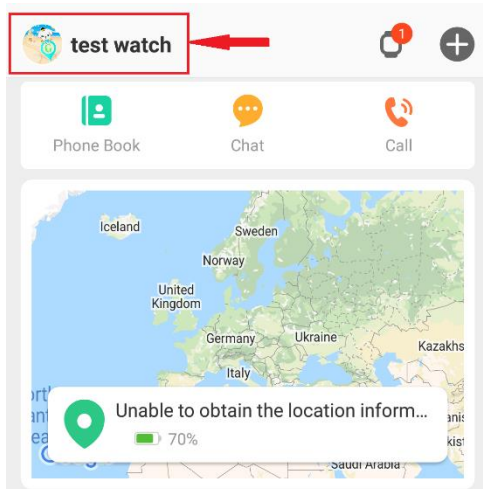 test watch
1
Phone Book
Chat
Call
Iceland
Sweden
Norway
United
Kingdom
Germany
Ukraine
Kazakhs
Italy
Unable to obtain the location inform...
70%
Saudi Arabia